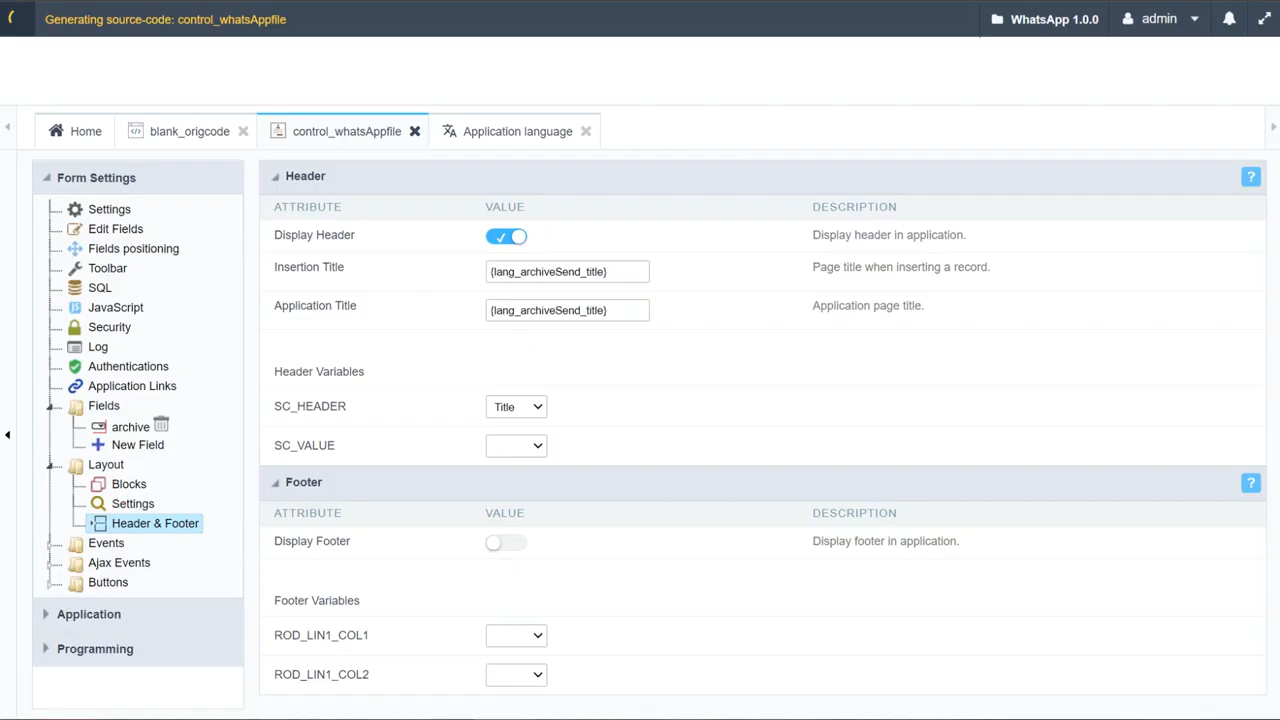 Generating source-code: control_whatsAppfile
WhatsApp 1.0.0
admin
Home
blank_origcode
control_whatsAppfile
Application language
Form Settings
Settings
Edit Fields
Fields positioning
Toolbar
SQL
JavaScript
Security
Log
Authentications
Application Links
Fields
archive
New Field
Layout
Blocks
Settings
Header & Footer
Events
Ajax Events
Buttons
Application
Programming
Header
?
ATTRIBUTE VALUE DESCRIPTION
Display Header Display header in application.
Insertion Title {lang_archiveSend_title} Page title when inserting a record.
Application Title {lang_archiveSend_title} Application page title.
Header Variables
SC_HEADER Title
SC_VALUE
Footer
?
ATTRIBUTE VALUE DESCRIPTION
Display Footer Display footer in application.
Footer Variables
ROD_LIN1_COL1
ROD_LIN1_COL2